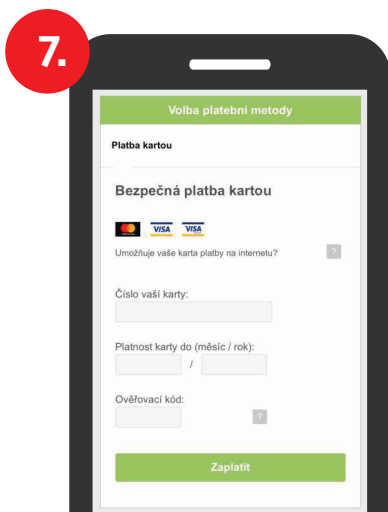 7.
Volba platební metody
Platba kartou
Bezpečná platba kartou
VISA VISA
Umožňuje vaše karta platby na internetu? ?
Číslo vaší karty:
Platnost karty do (měsíc / rok):
/
Ověřovací kód:
?
Zaplatit